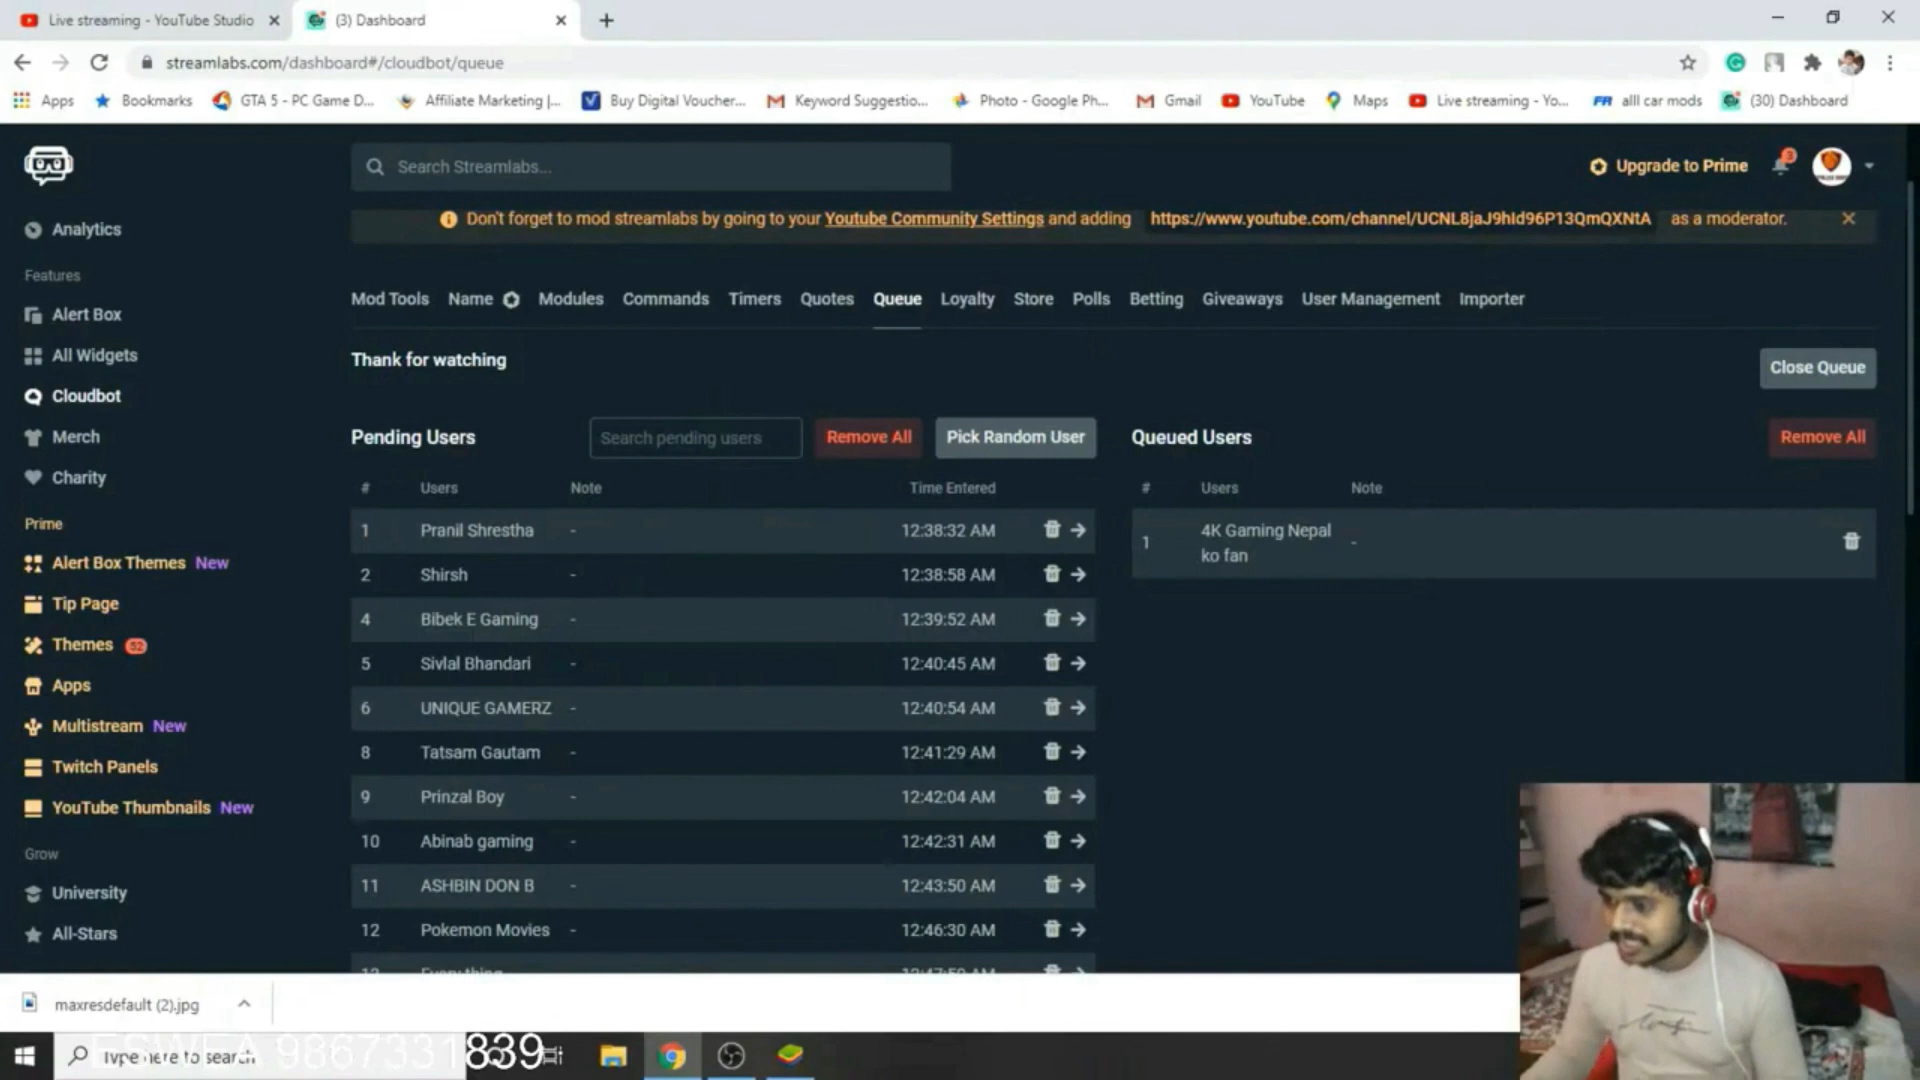 Live streaming - YouTube Studio
(3) Dashboard
streamlabs.com/dashboard#/cloudbot/queue
Apps
Bookmarks
GTA 5 - PC Game D...
Affiliate Marketing |...
Buy Digital Voucher...
Keyword Suggestio...
Photo - Google Ph...
Gmail
YouTube
Maps
Live streaming - Yo...
alll car mods
(30) Dashboard
Search Streamlabs...
Upgrade to Prime
3
Don't forget to mod streamlabs by going to your Youtube Community Settings and adding https://www.youtube.com/channel/UCNL8jaJ9hId96P13QmQXNtA as a moderator.
Analytics
Features
Alert Box
All Widgets
Cloudbot
Merch
Charity
Prime
Alert Box Themes New
Tip Page
Themes 52
Apps
Multistream New
Twitch Panels
YouTube Thumbnails New
Grow
University
All-Stars
Mod Tools Name Modules Commands Timers Quotes Queue Loyalty Store Polls Betting Giveaways User Management Importer
Thank for watching
Close Queue
Pending Users
Search pending users
Remove All
Pick Random User
# Users Note Time Entered
1 Pranil Shrestha - 12:38:32 AM
2 Shirsh - 12:38:58 AM
4 Bibek E Gaming - 12:39:52 AM
5 Sivlal Bhandari - 12:40:45 AM
6 UNIQUE GAMERZ - 12:40:54 AM
8 Tatsam Gautam - 12:41:29 AM
9 Prinzal Boy - 12:42:04 AM
10 Abinab gaming - 12:42:31 AM
11 ASHBIN DON B - 12:43:50 AM
12 Pokemon Movies - 12:46:30 AM
Queued Users
Remove All
# Users Note
1 4K Gaming Nepal -
ko fan
maxresdefault (2).jpg
Type here to search
ESWEA 9867331839